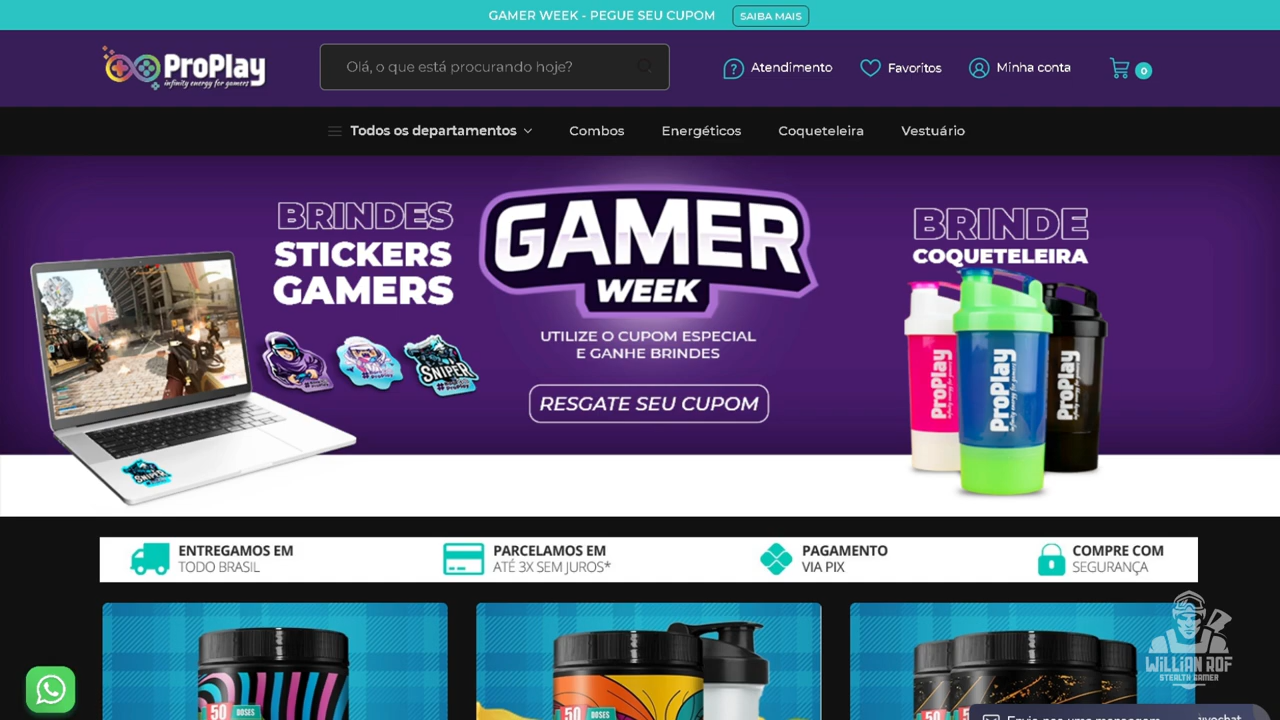 GAMER WEEK - PEGUE SEU CUPOM SAIBA MAIS
ProPlay
infinity energy for gamers
Olá, o que está procurando hoje?
Atendimento
Favoritos
Minha conta
0
Todos os departamentos
Combos
Energéticos
Coqueteleira
Vestuário
BRINDES
STICKERS
GAMERS
SNIPER
GAMER
WEEK
UTILIZE O CUPOM ESPECIAL
E GANHE BRINDES
RESGATE SEU CUPOM
BRINDE
COQUETELEIRA
ProPlay
ProPlay
ProPlay
SNIPER
ENTREGAMOS EM
TODO BRASIL
PARCELAMOS EM
ATÉ 3X SEM JUROS*
PAGAMENTO
VIA PIX
COMPRE COM
SEGURANÇA
50 DOSES
50 DOSES
WILLIAN ROF
STEALTH GAMER